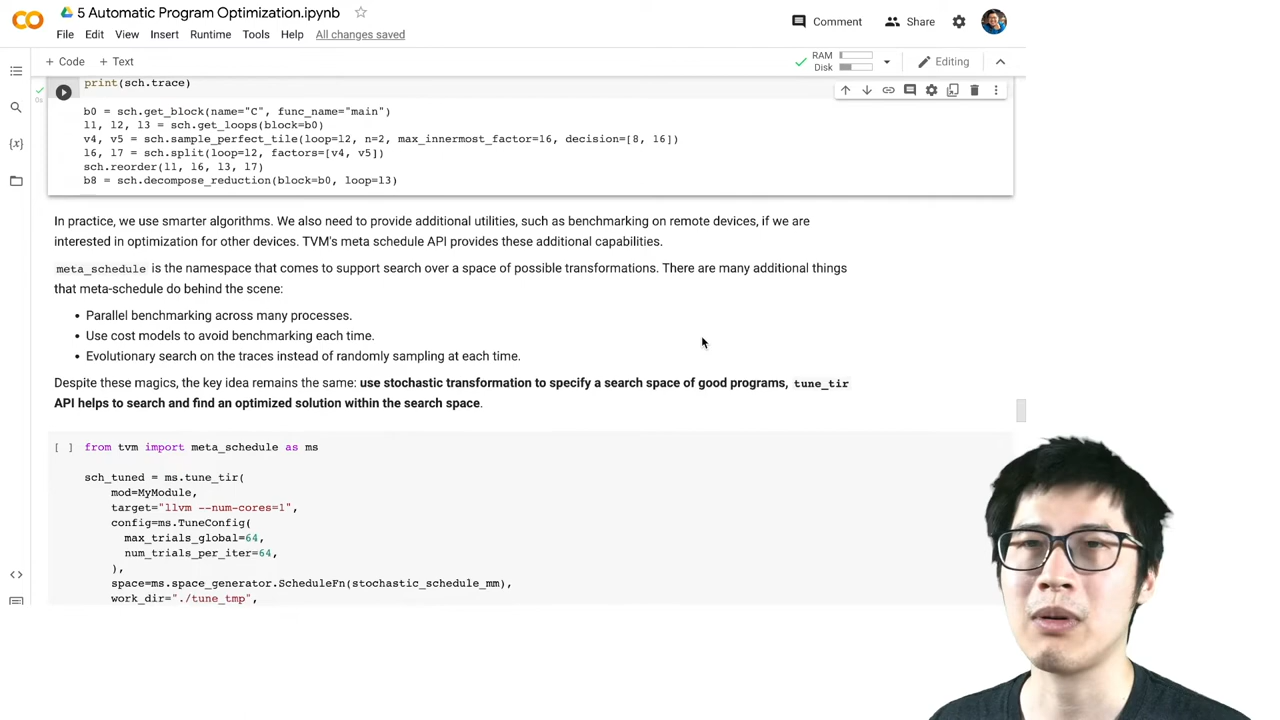 5 Automatic Program Optimization.ipynb
Comment
Share
File Edit View Insert Runtime Tools Help All changes saved
+ Code + Text
RAM
Disk
Editing
print(sch.trace)
0s
b0 = sch.get_block(name="C", func_name="main")
l1, l2, l3 = sch.get_loops(block=b0)
v4, v5 = sch.sample_perfect_tile(loop=l2, n=2, max_innermost_factor=16, decision=[8, 16])
l6, l7 = sch.split(loop=l2, factors=[v4, v5])
sch.reorder(l1, l6, l3, l7)
b8 = sch.decompose_reduction(block=b0, loop=l3)
{x}
In practice, we use smarter algorithms. We also need to provide additional utilities, such as benchmarking on remote devices, if we are
interested in optimization for other devices. TVM's meta schedule API provides these additional capabilities.
meta_schedule is the namespace that comes to support search over a space of possible transformations. There are many additional things
that meta-schedule do behind the scene:
• Parallel benchmarking across many processes.
• Use cost models to avoid benchmarking each time.
• Evolutionary search on the traces instead of randomly sampling at each time.
Despite these magics, the key idea remains the same: use stochastic transformation to specify a search space of good programs, tune_tir
API helps to search and find an optimized solution within the search space.
[ ] from tvm import meta_schedule as ms
sch_tuned = ms.tune_tir(
mod=MyModule,
target="llvm --num-cores=1",
config=ms.TuneConfig(
max_trials_global=64,
num_trials_per_iter=64,
),
space=ms.space_generator.ScheduleFn(stochastic_schedule_mm),
work_dir="./tune_tmp",